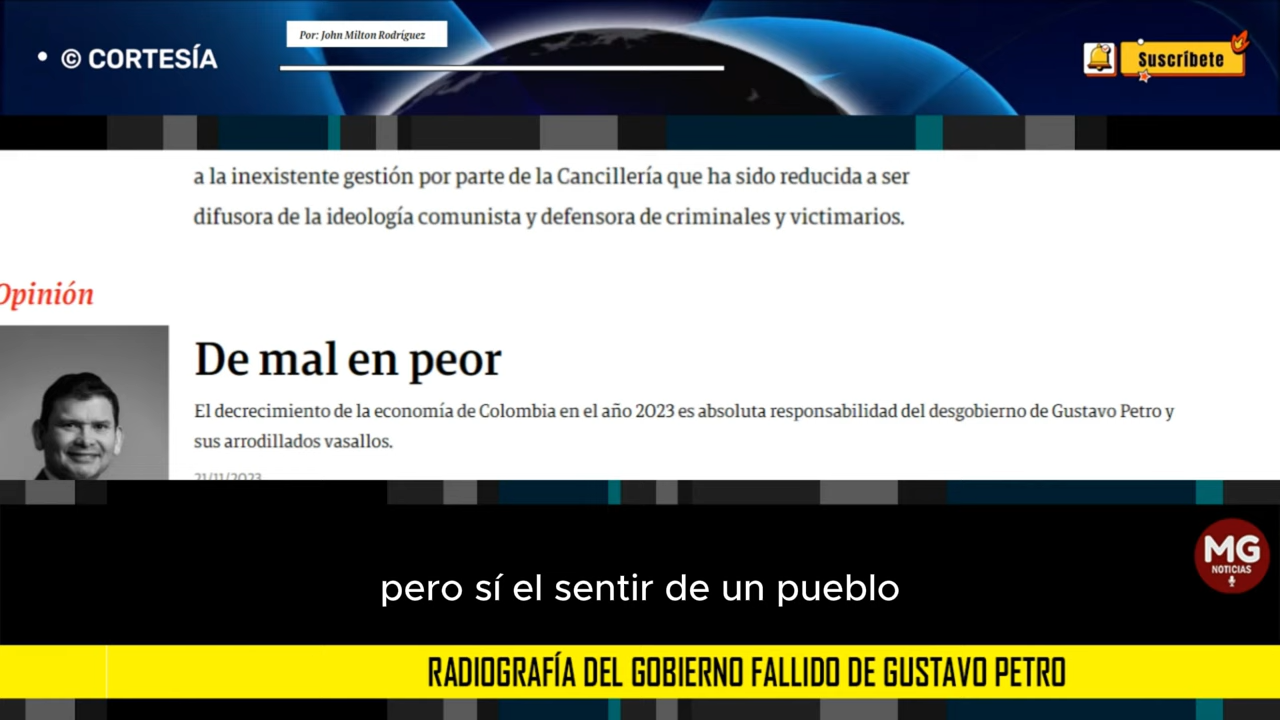 Por: John Milton Rodríguez
© CORTESÍA
Suscríbete
a la inexistente gestión por parte de la Cancillería que ha sido reducida a ser
difusora de la ideología comunista y defensora de criminales y victimarios.
Opinión
De mal en peor
El decrecimiento de la economía de Colombia en el año 2023 es absoluta responsabilidad del desgobierno de Gustavo Petro y
sus arrodillados vasallos.
21/11/2023
MG
NOTICIAS
pero sí el sentir de un pueblo
RADIOGRAFÍA DEL GOBIERNO FALLIDO DE GUSTAVO PETRO